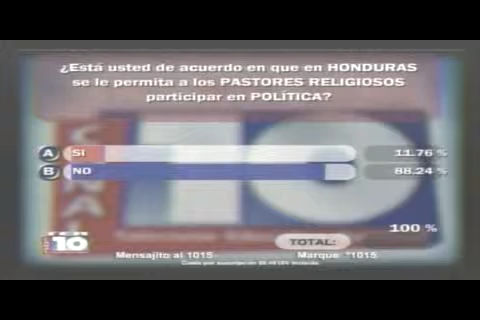 ¿Está usted de acuerdo en que en HONDURAS
se le permita a los PASTORES RELIGIOSOS
participar en POLÍTICA?
A SI 11.76 %
B NO 88.24 %
100 %
10
TOTAL:
Mensajito al 1015 Marque *1015